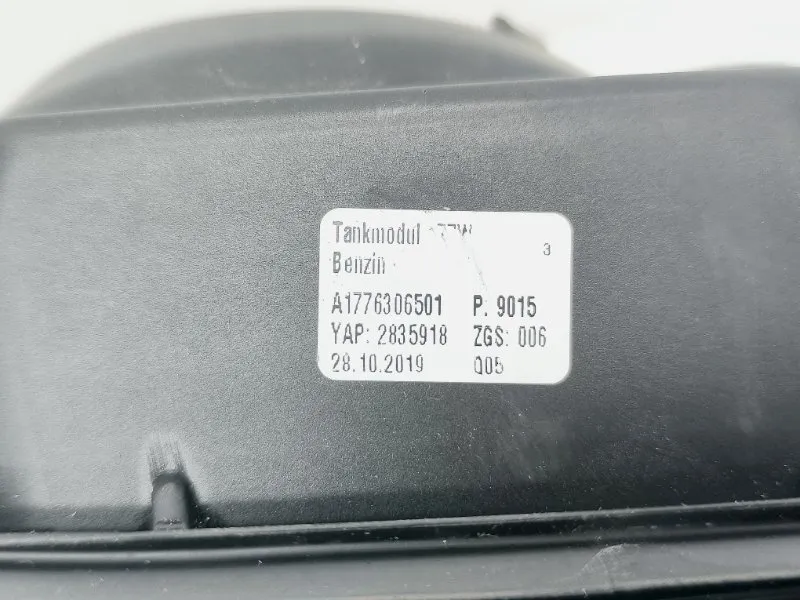 Tankmodul
3
Benzin
A1776306501 P. 9015
YAP: 2835918 ZGS: 006
28.10.2019 Q05